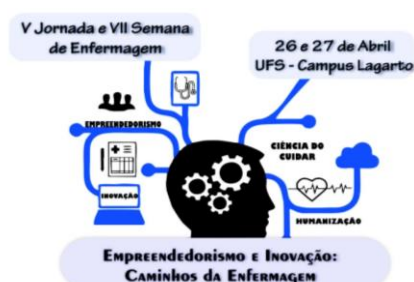 V Jornada e VII Semana
de Enfermagem
26 e 27 de Abril
UFS - Campus Lagarto
EMPREENDEDORISMO
CIÊNCIA DO
CUIDAR
INOVAÇÃO
HUMANIZAÇÃO
Empreendedorismo e Inovação:
Caminhos da Enfermagem